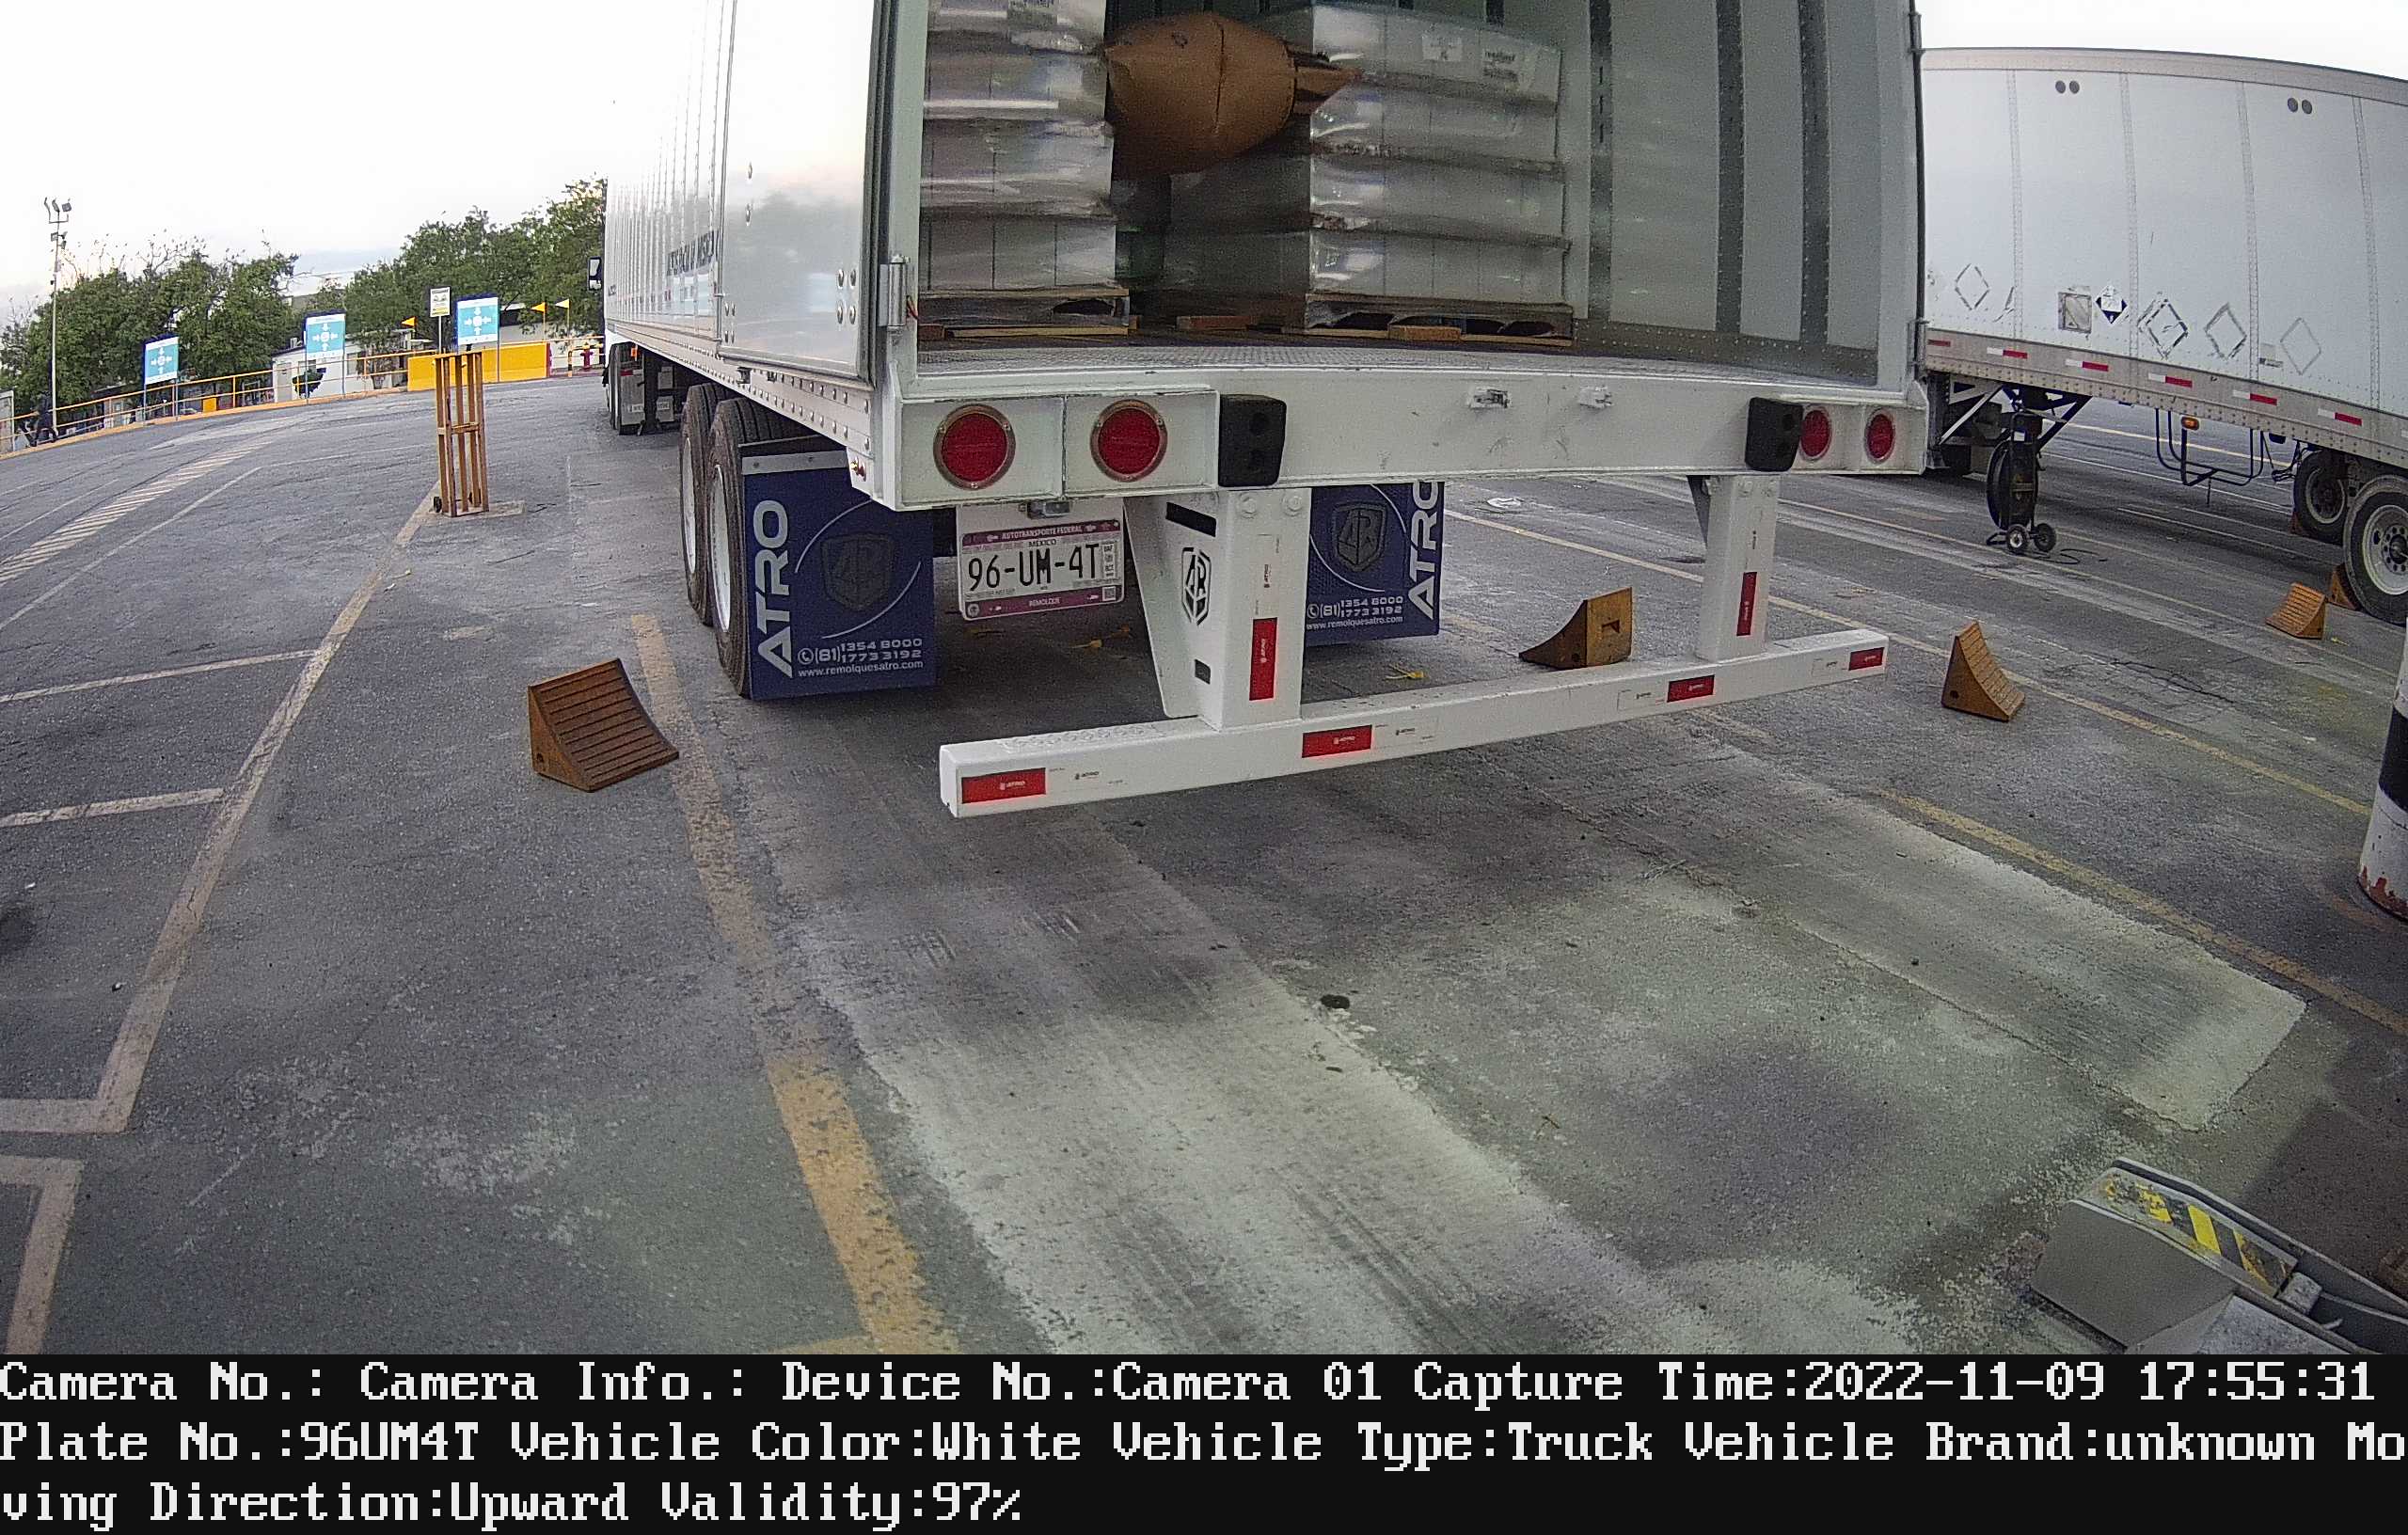 ATRO
(81)1354 8000
1773 3192
www.remolquesatro.com
AUTOTRANSPORTE FEDERAL
MÉXICO
96-UM-4T
REMOLQUE
ATRO
(81)1354 8000
1773 3192
www.remolquesatro.com
Camera No.: Camera Info.: Device No.:Camera 01 Capture Time:2022-11-09 17:55:31
Plate No.:96UM4T Vehicle Color:White Vehicle Type:Truck Vehicle Brand:unknown Mo
ving Direction:Upward Validity:97%